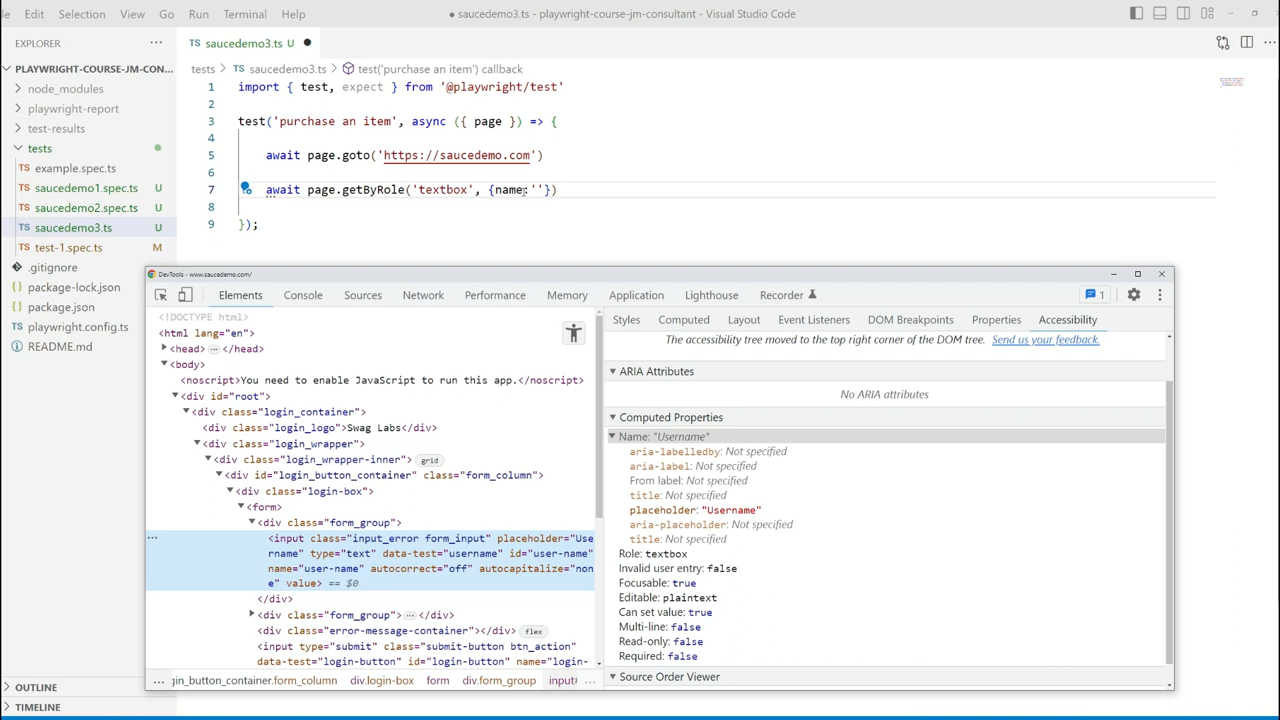 Edit Selection View Go Run Terminal Help
● saucedemo3.ts - playwright-course-jm-consultant - Visual Studio Code
EXPLORER
TS saucedemo3.ts U ●
PLAYWRIGHT-COURSE-JM-CON...
node_modules
playwright-report
test-results
tests
TS example.spec.ts
TS saucedemo1.spec.ts U
TS saucedemo2.spec.ts U
TS saucedemo3.ts U
TS test-1.spec.ts M
.gitignore
package-lock.json
package.json
playwright.config.ts
README.md
OUTLINE
TIMELINE
tests > TS saucedemo3.ts > test('purchase an item') callback
1 import { test, expect } from '@playwright/test'
2
3 test('purchase an item', async ({ page }) => {
4
5 await page.goto('https://saucedemo.com')
6
7 await page.getByRole('textbox', {name:''})
8
9 });
DevTools - www.saucedemo.com/
Elements Console Sources Network Performance Memory Application Lighthouse Recorder 1
<!DOCTYPE html>
<html lang="en">
<head> ... </head>
<body>
<noscript>You need to enable JavaScript to run this app.</noscript>
<div id="root">
<div class="login_container">
<div class="login_logo">Swag Labs</div>
<div class="login_wrapper">
<div class="login_wrapper-inner"> grid
<div id="login_button_container" class="form_column">
<div class="login-box">
<form>
<div class="form_group">
... <input class="input_error form_input" placeholder="Use
rname" type="text" data-test="username" id="user-name"
name="user-name" autocorrect="off" autocapitalize="non
e" value> == $0
</div>
<div class="form_group"> ... </div>
<div class="error-message-container"></div> flex
<input type="submit" class="submit-button btn_action"
data-test="login-button" id="login-button" name="login-
... gin_button_container.form_column div.login-box form div.form_group input# ...
Styles Computed Layout Event Listeners DOM Breakpoints Properties Accessibility
The accessibility tree moved to the top right corner of the DOM tree. Send us your feedback.
ARIA Attributes
No ARIA attributes
Computed Properties
Name: "Username"
aria-labelledby: Not specified
aria-label: Not specified
From label: Not specified
title: Not specified
placeholder: "Username"
aria-placeholder: Not specified
title: Not specified
Role: textbox
Invalid user entry: false
Focusable: true
Editable: plaintext
Can set value: true
Multi-line: false
Read-only: false
Required: false
Source Order Viewer